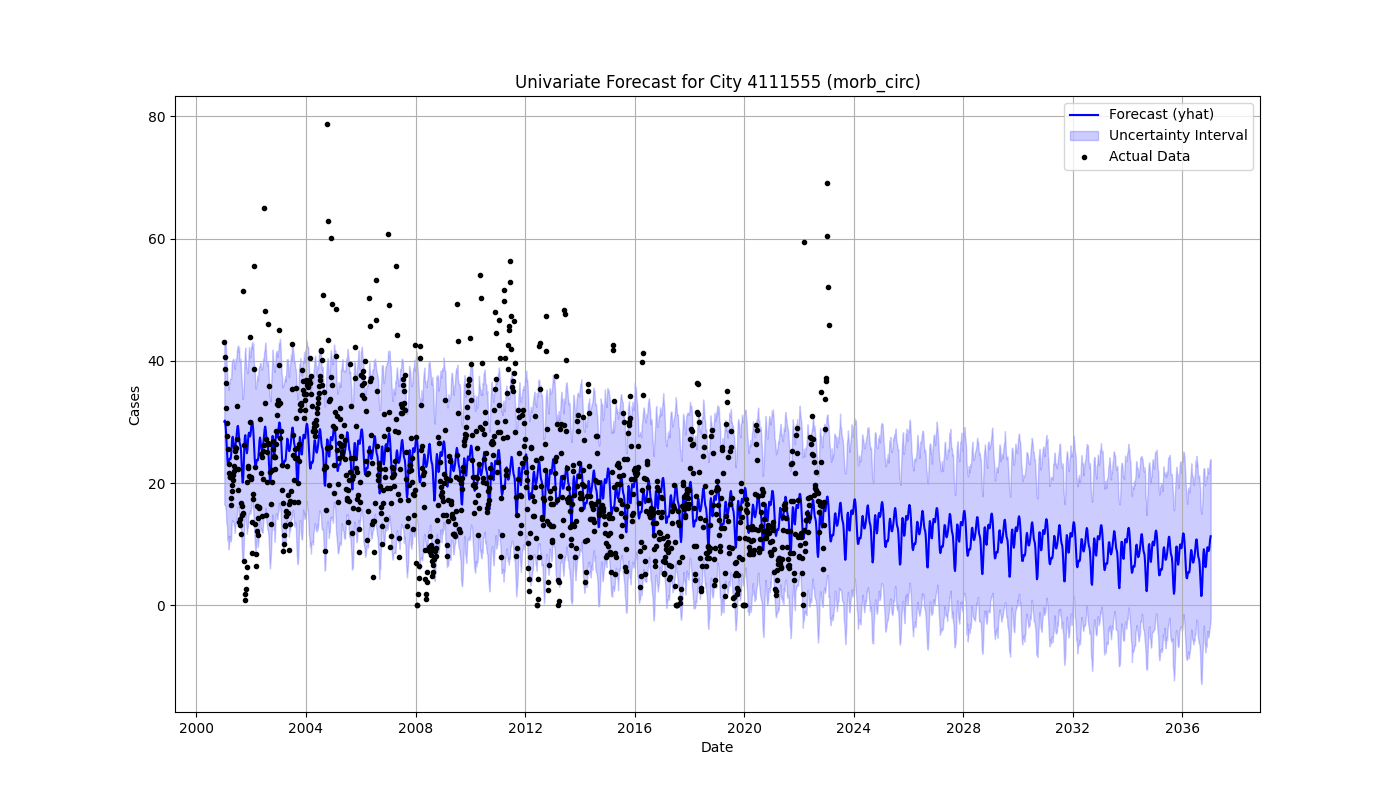 Univariate Forecast for City 4111555 (morb_circ)
Forecast (yhat)
Uncertainty Interval
Actual Data
Cases
80
60
40
20
0
2000 2004 2008 2012 2016 2020 2024 2028 2032 2036
Date